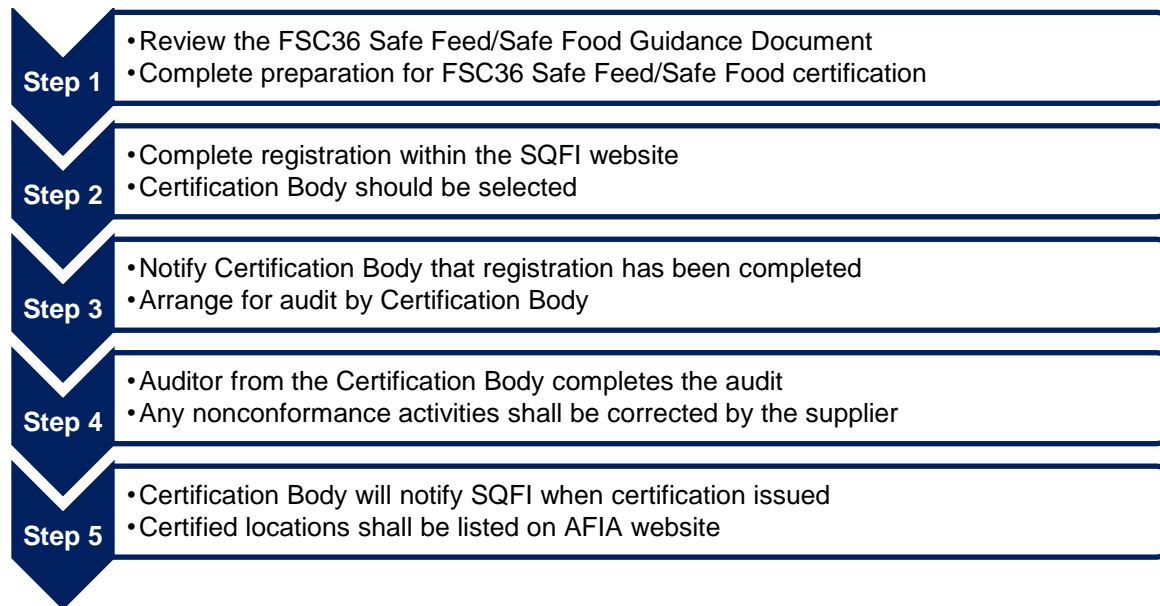 Step 1
•Review the FSC36 Safe Feed/Safe Food Guidance Document
•Complete preparation for FSC36 Safe Feed/Safe Food certification
Step 2
•Complete registration within the SQFI website
•Certification Body should be selected
Step 3
•Notify Certification Body that registration has been completed
•Arrange for audit by Certification Body
Step 4
•Auditor from the Certification Body completes the audit
•Any nonconformance activities shall be corrected by the supplier
Step 5
•Certification Body will notify SQFI when certification issued
•Certified locations shall be listed on AFIA website